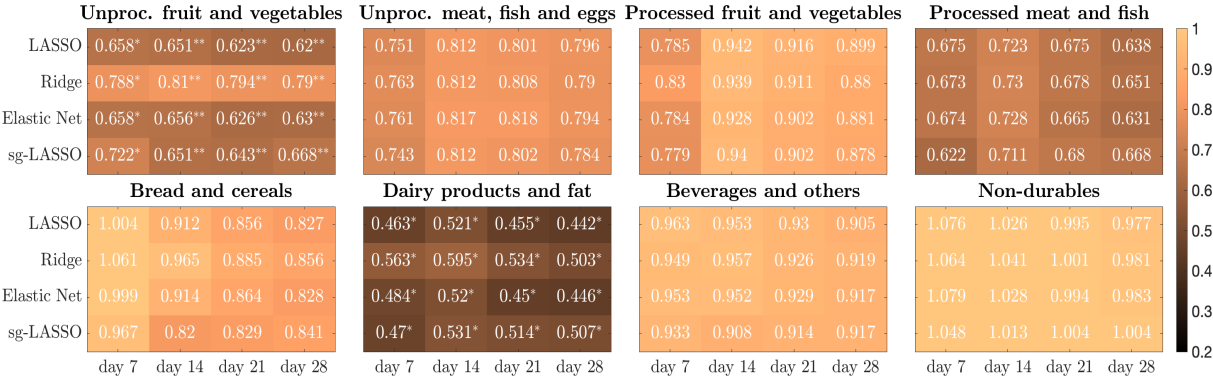 Unproc. fruit and vegetables Unproc. meat, fish and eggs Processed fruit and vegetables Processed meat and fish
LASSO 0.658* 0.651** 0.623** 0.62** 0.751 0.812 0.801 0.796 0.785 0.942 0.916 0.899 0.675 0.723 0.675 0.638 1
0.9
Ridge 0.788* 0.81** 0.794** 0.79** 0.763 0.812 0.808 0.79 0.83 0.939 0.911 0.88 0.673 0.73 0.678 0.651
Elastic Net 0.658* 0.656** 0.626** 0.63** 0.761 0.817 0.818 0.794 0.784 0.928 0.902 0.881 0.674 0.728 0.665 0.631
0.8
sg-LASSO 0.722* 0.651** 0.643** 0.668** 0.743 0.812 0.802 0.784 0.779 0.94 0.902 0.878 0.622 0.711 0.68 0.668
0.7
Bread and cereals Dairy products and fat Beverages and others Non-durables
0.6
LASSO 1.004 0.912 0.856 0.827 0.463* 0.521* 0.455* 0.442* 0.963 0.953 0.93 0.905 1.076 1.026 0.995 0.977
0.5
Ridge 1.061 0.965 0.885 0.856 0.563* 0.595* 0.534* 0.503* 0.949 0.957 0.926 0.919 1.064 1.041 1.001 0.981
0.4
Elastic Net 0.999 0.914 0.864 0.828 0.484* 0.52* 0.45* 0.446* 0.953 0.952 0.929 0.917 1.079 1.028 0.994 0.983
0.3
sg-LASSO 0.967 0.82 0.829 0.841 0.47* 0.531* 0.514* 0.507* 0.933 0.908 0.914 0.917 1.048 1.013 1.004 1.004
0.2
day 7 day 14 day 21 day 28 day 7 day 14 day 21 day 28 day 7 day 14 day 21 day 28 day 7 day 14 day 21 day 28